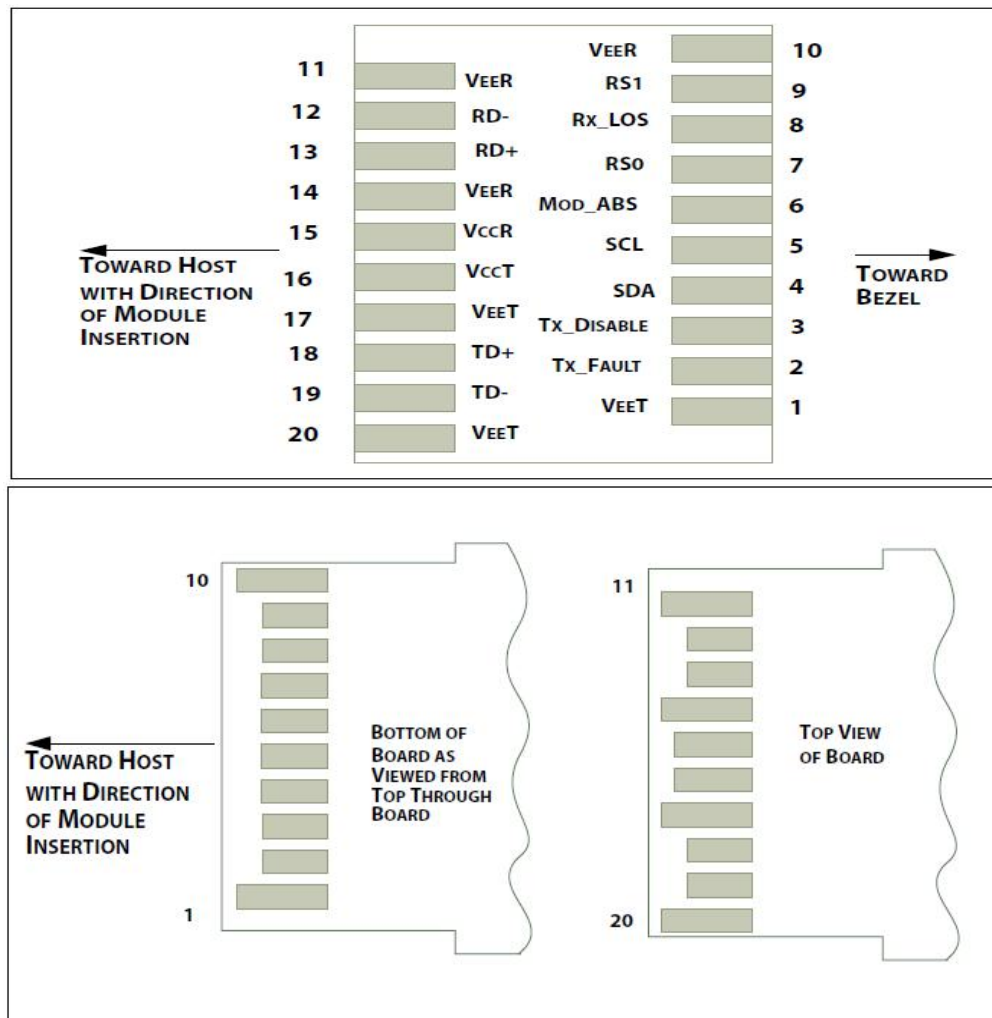 11 VEER
12 RD-
13 RD+
14 VEER
15 VCCR
16 VCCT
17 VEET
18 TD+
19 TD-
20 VEET
VEER 10
RS1 9
RX_LOS 8
RS0 7
MOD_ABS 6
SCL 5
SDA 4
TX_DISABLE 3
TX_FAULT 2
VEET 1
TOWARD HOST
WITH DIRECTION
OF MODULE
INSERTION
TOWARD
BEZEL
10
1
TOWARD HOST
WITH DIRECTION
OF MODULE
INSERTION
BOTTOM OF
BOARD AS
VIEWED FROM
TOP THROUGH
BOARD
11
20
TOP VIEW
OF BOARD